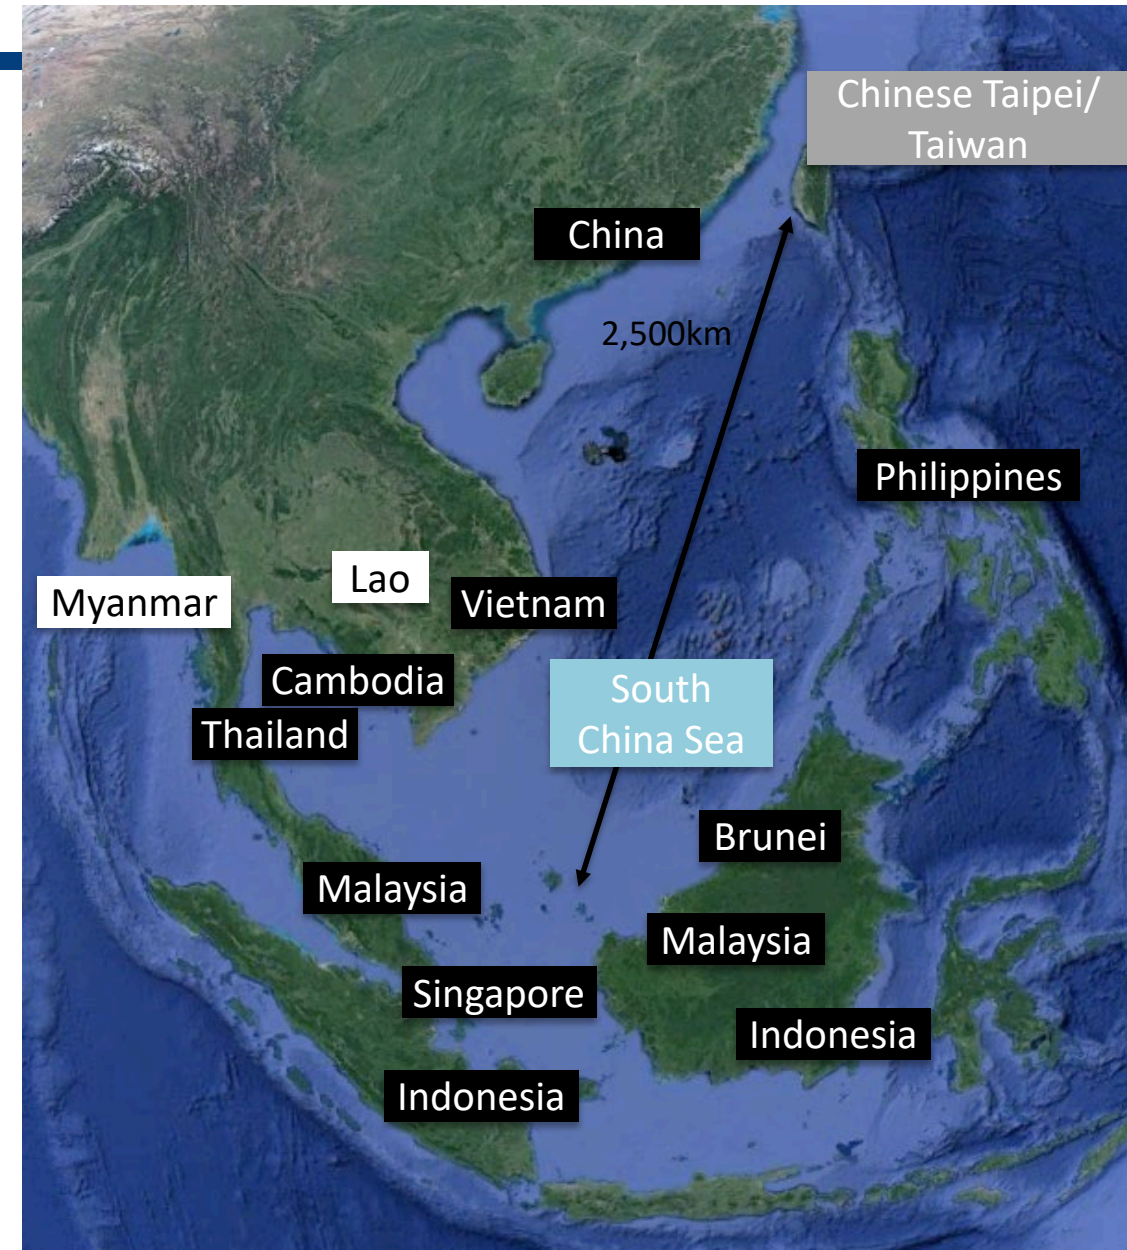 Chinese Taipei/
Taiwan
China
2,500km
Philippines
Lao
Myanmar
Vietnam
Cambodia
South
China Sea
Thailand
Brunei
Malaysia
Malaysia
Singapore
Indonesia
Indonesia